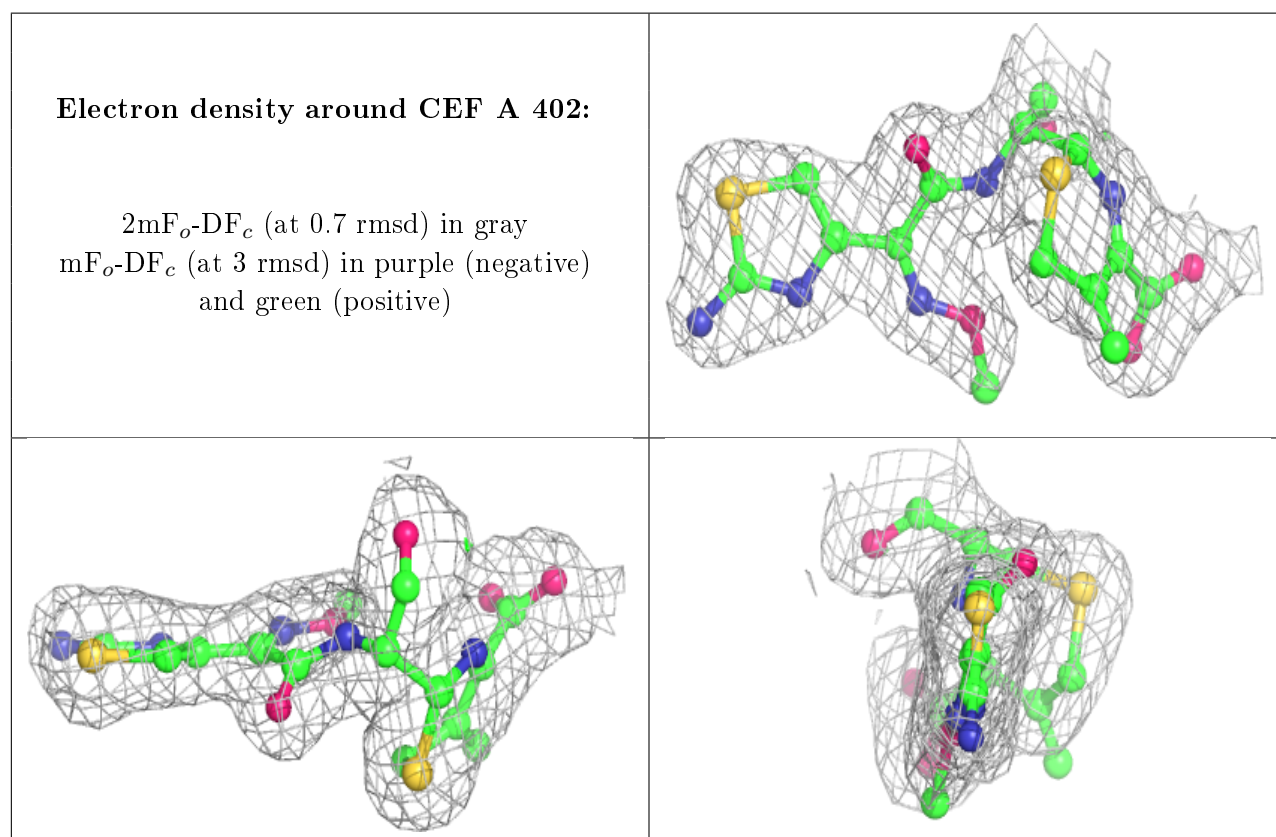 Electron density around CEF A 402:
2mFo-DFc (at 0.7 rmsd) in gray
mFo-DFc (at 3 rmsd) in purple (negative)
and green (positive)